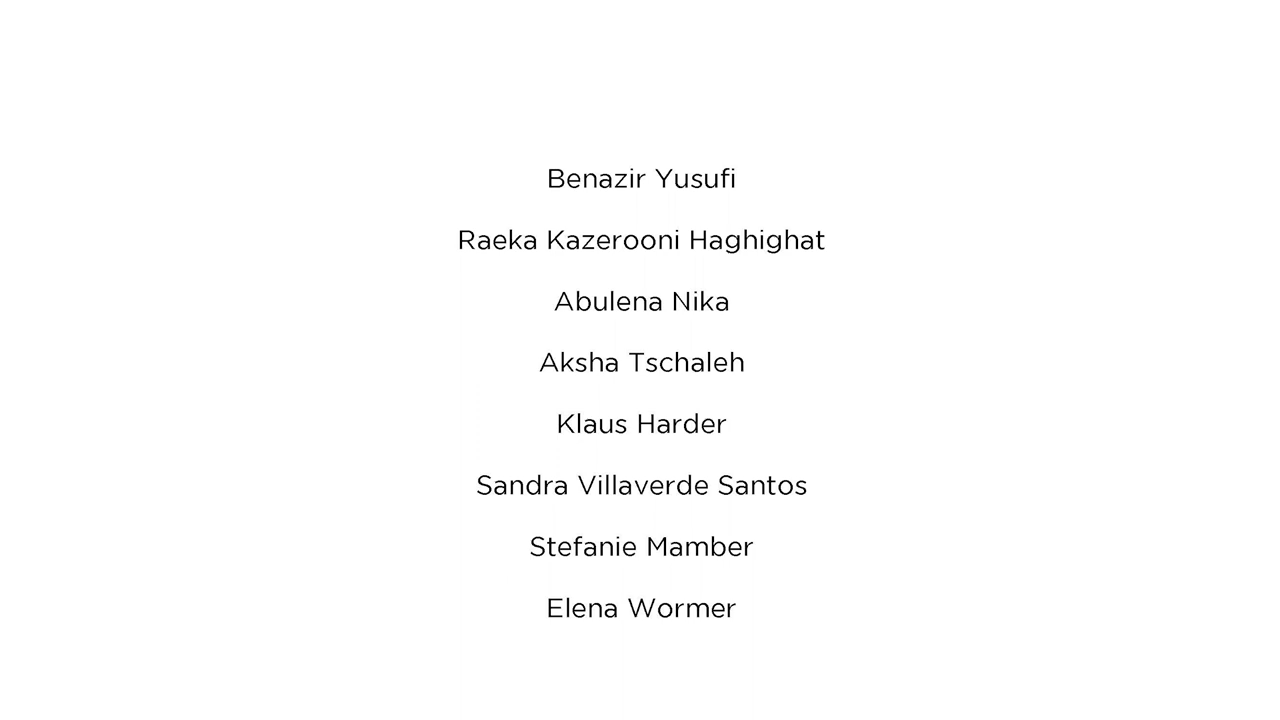 Benazir Yusufi
Raeka Kazerooni Haghighat
Abulena Nika
Aksha Tschaleh
Klaus Harder
Sandra Villaverde Santos
Stefanie Mamber
Elena Wormer